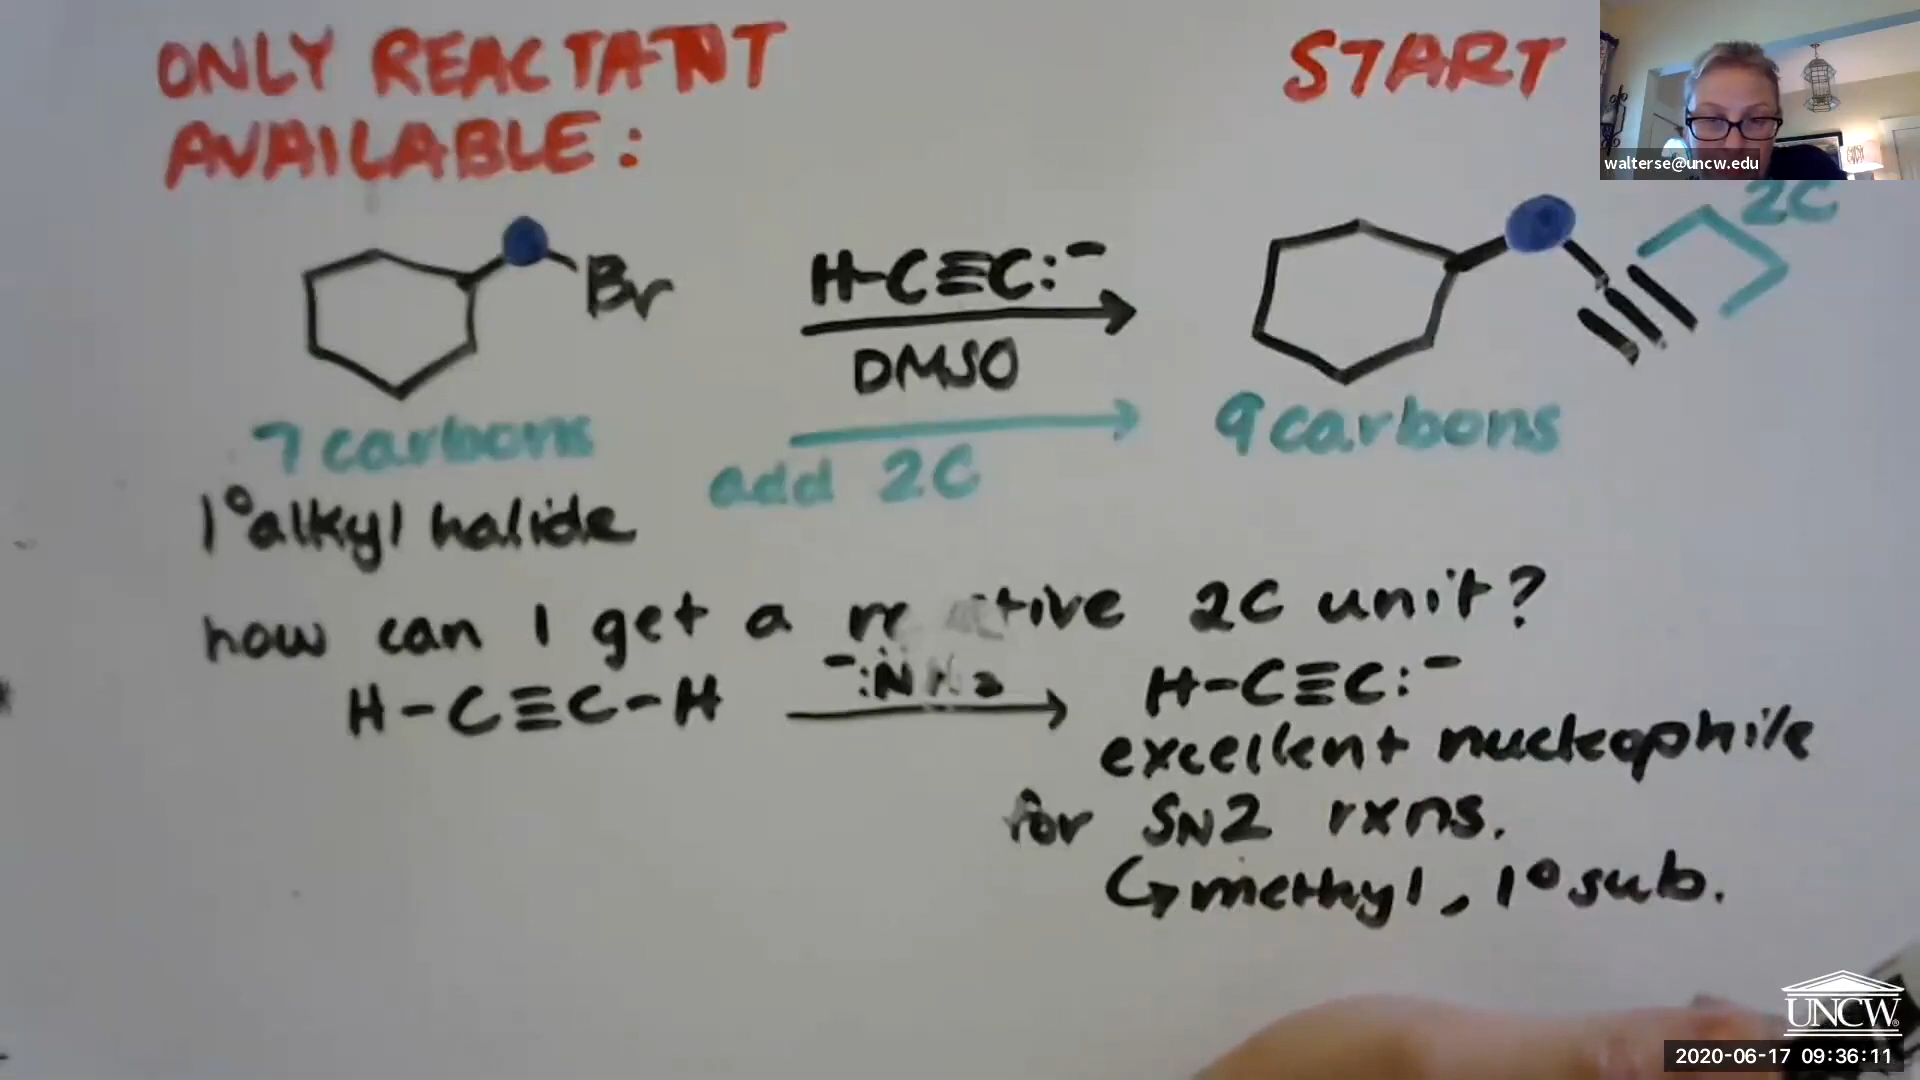 ONLY REACTANT
AVAILABLE:
START
walterse@uncw.edu
2C
Br
H-C≡C:⁻
DMSO
7 carbons
add 2C
9 carbons
1° alkyl halide
how can I get a 2C unit?
H-C≡C-H
⁻:NH₂
H-C≡C:⁻
excellent nucleophile
for SN2 rxns.
↳ methyl, 1° sub.
UNCW
2020-06-17 09:36:11